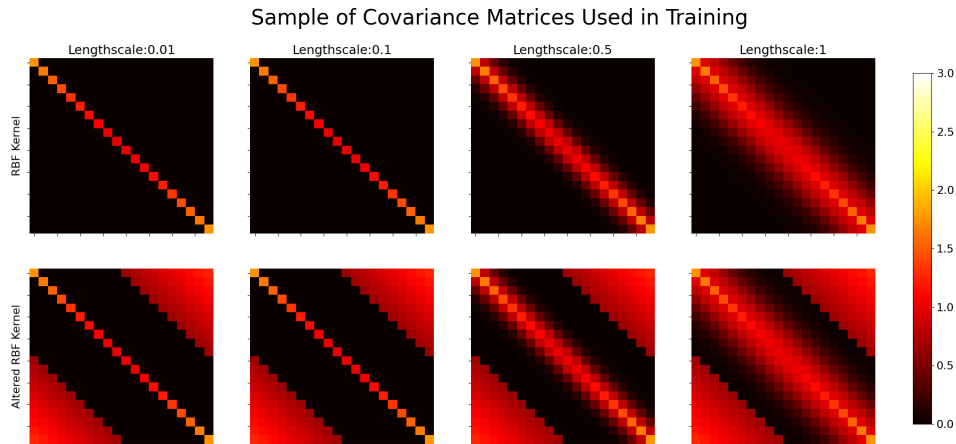 Sample of Covariance Matrices Used in Training
Lengthscale:0.01
Lengthscale:0.1
Lengthscale:0.5
Lengthscale:1
RBF Kernel
Altered RBF Kernel
3.0
2.5
2.0
1.5
1.0
0.5
0.0